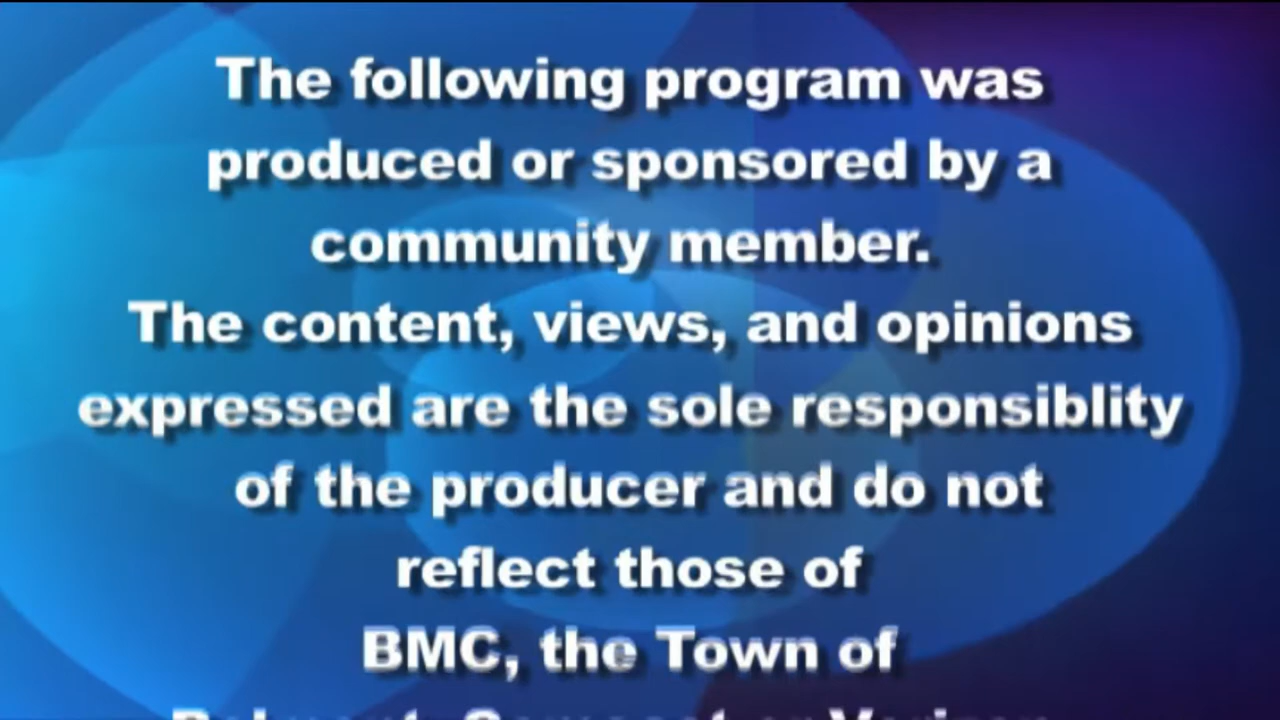 The following program was
produced or sponsored by a
community member.
The content, views, and opinions
expressed are the sole responsiblity
of the producer and do not
reflect those of
BMC, the Town of